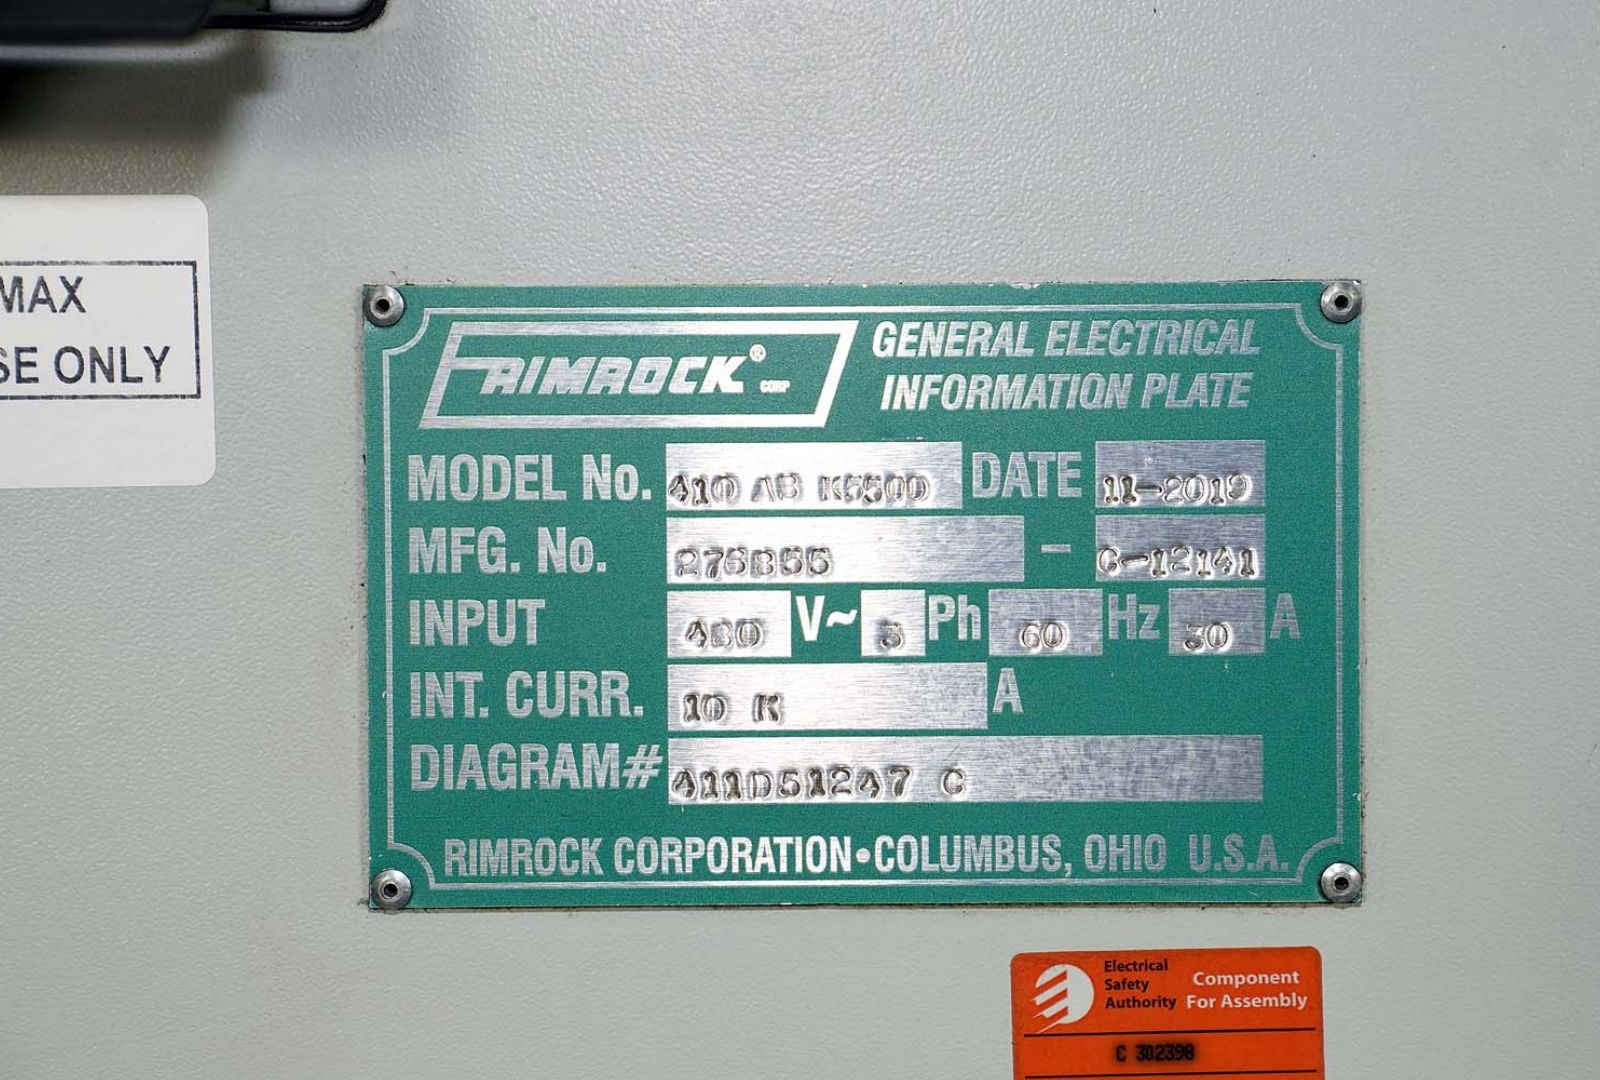 MAX
SE ONLY
RIMROCK® CORP
GENERAL ELECTRICAL
INFORMATION PLATE
MODEL No. 410 AB K5500 DATE 11-2019
MFG. No. 276855 - C-12141
INPUT 480 V~ 3 Ph 60 Hz 30 A
INT. CURR. 10 K A
DIAGRAM# 411D51247 C
RIMROCK CORPORATION•COLUMBUS, OHIO U.S.A.
Electrical
Safety
Authority
Component
For Assembly
C 302398